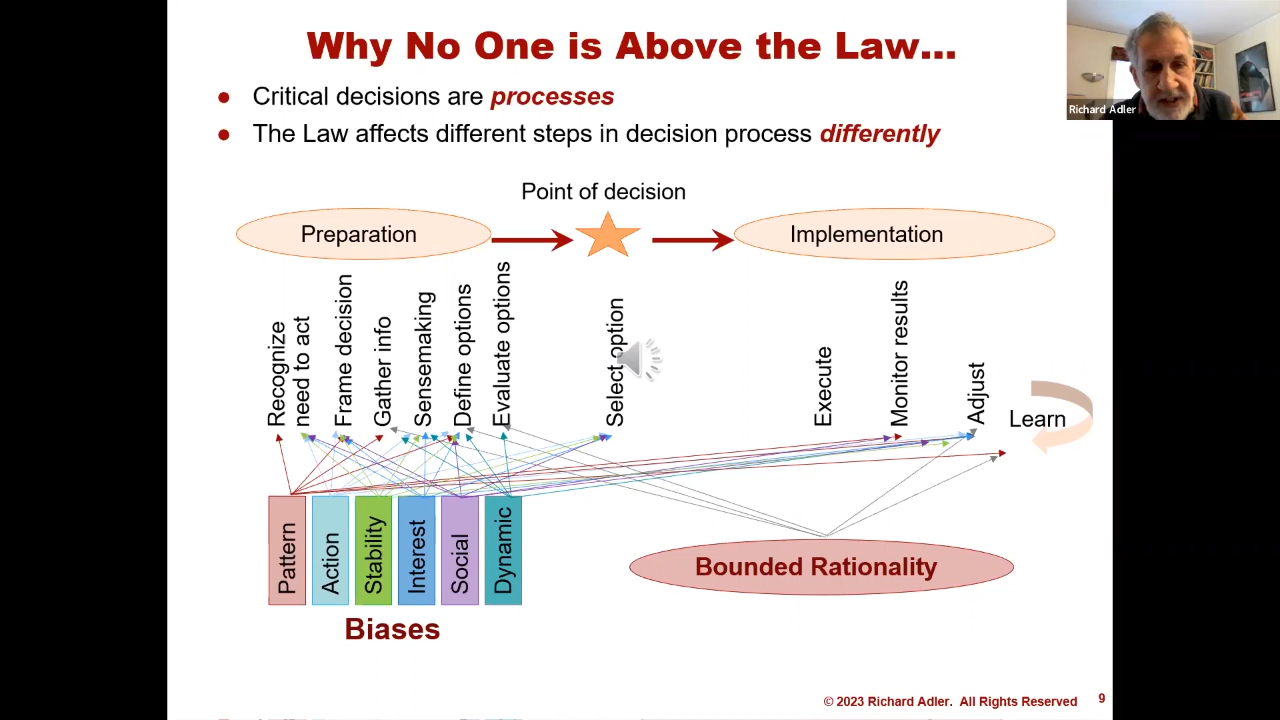 Why No One is Above the Law…
Richard Adler
● Critical decisions are processes
● The Law affects different steps in decision process differently
Point of decision
Preparation
Implementation
Recognize
need to act
Frame decision
Gather info
Sensemaking
Define options
Evaluate options
Select option
Execute
Monitor results
Adjust
Learn
Pattern
Action
Stability
Interest
Social
Dynamic
Bounded Rationality
Biases
© 2023 Richard Adler. All Rights Reserved
9